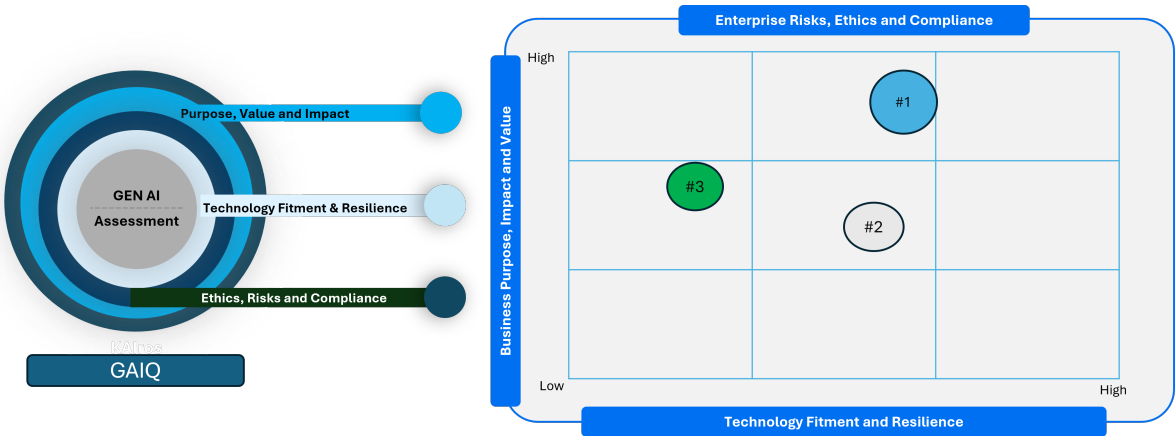 Purpose, Value and Impact
GEN AI
Assessment
Technology Fitment & Resilience
Ethics, Risks and Compliance
KAIros
GAIQ
Enterprise Risks, Ethics and Compliance
Business Purpose, Impact and Value
High
#1
#3
#2
Low
High
Technology Fitment and Resilience